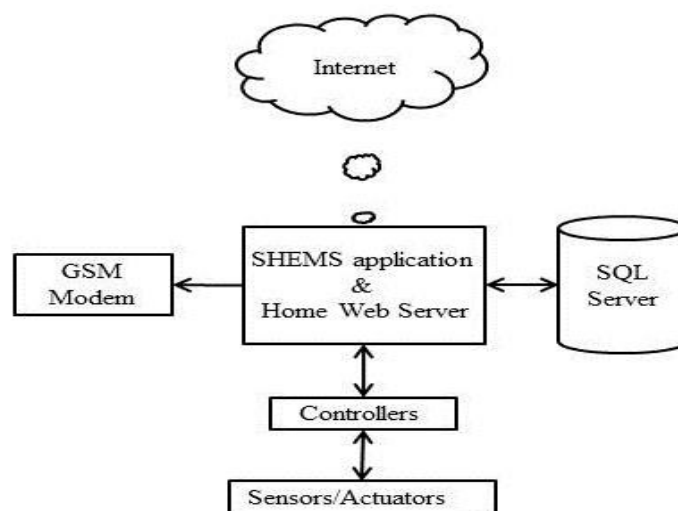 Internet
GSM
Modem
SHEMS application
&
Home Web Server
SQL
Server
Controllers
Sensors/Actuators